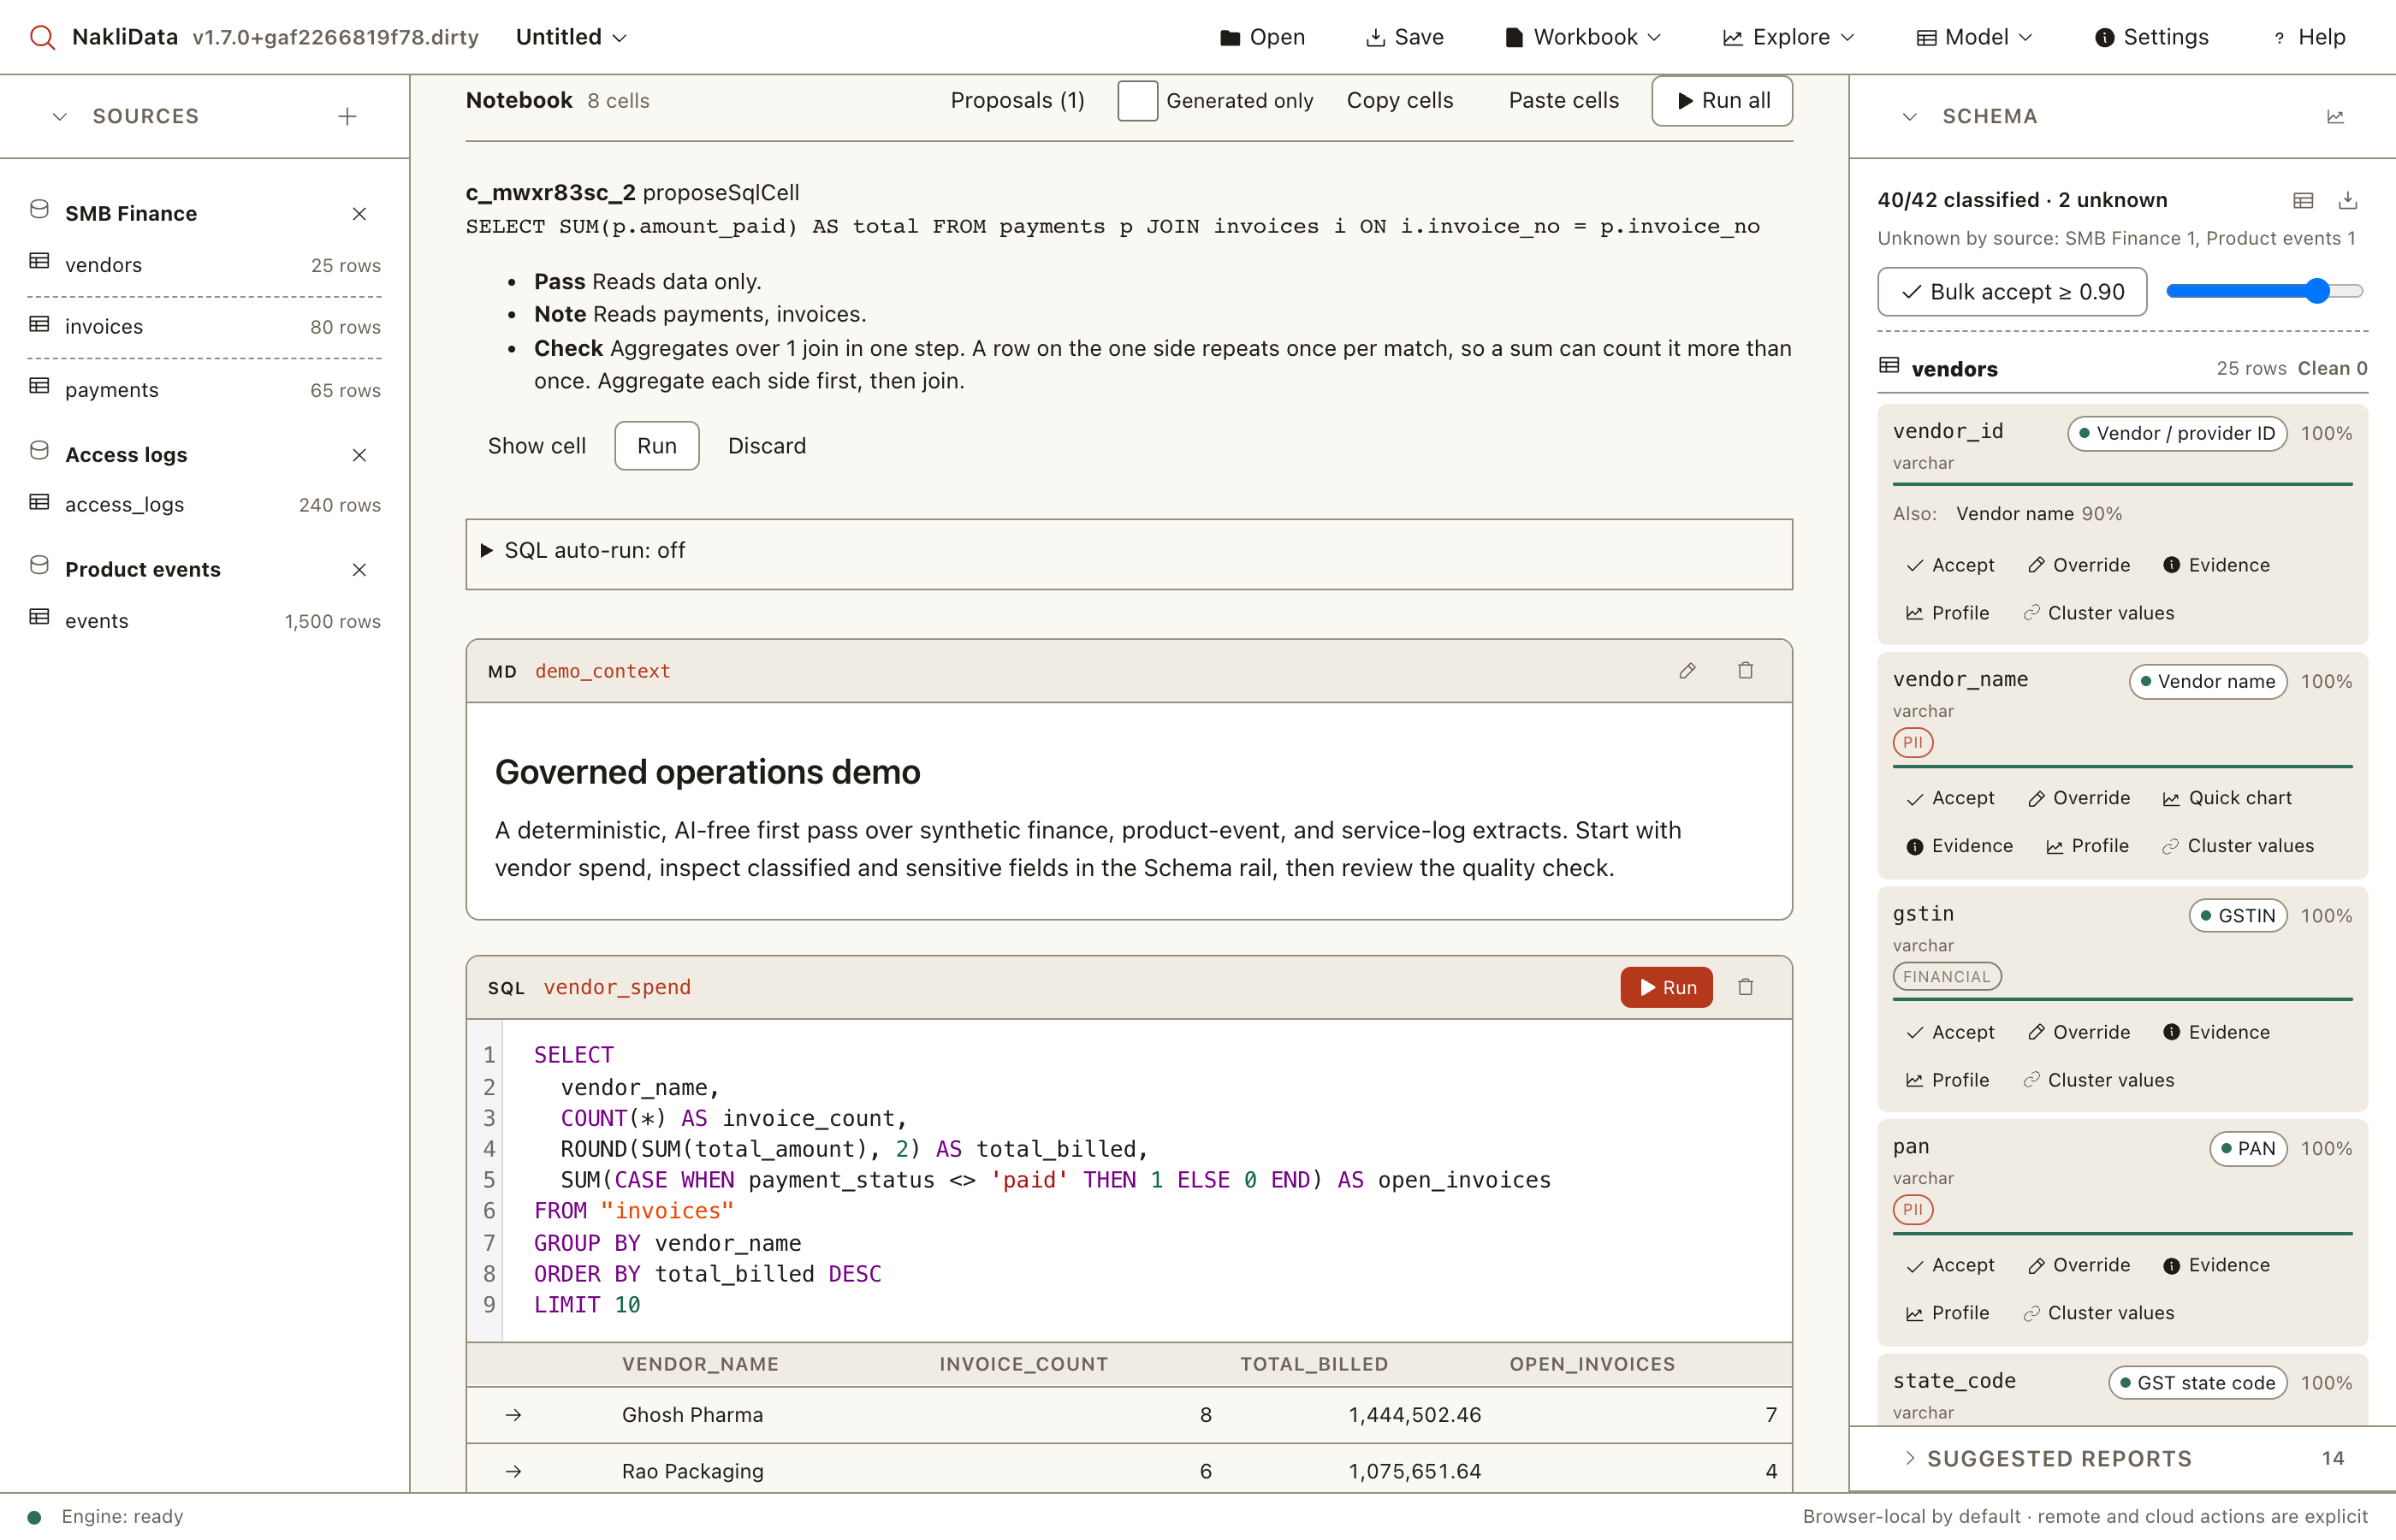 NakliData v1.7.0+gaf2266819f78.dirty Untitled Open Save Workbook Explore Model Settings ? Help
SOURCES
SMB Finance
vendors 25 rows
invoices 80 rows
payments 65 rows
Access logs
access_logs 240 rows
Product events
events 1,500 rows
Notebook 8 cells Proposals (1) Generated only Copy cells Paste cells Run all
c_mwxr83sc_2 proposeSqlCell
SELECT SUM(p.amount_paid) AS total FROM payments p JOIN invoices i ON i.invoice_no = p.invoice_no
• Pass Reads data only.
• Note Reads payments, invoices.
• Check Aggregates over 1 join in one step. A row on the one side repeats once per match, so a sum can count it more than
once. Aggregate each side first, then join.
Show cell Run Discard
SQL auto-run: off
MD demo_context
Governed operations demo
A deterministic, AI-free first pass over synthetic finance, product-event, and service-log extracts. Start with
vendor spend, inspect classified and sensitive fields in the Schema rail, then review the quality check.
SQL vendor_spend Run
1 SELECT
2 vendor_name,
3 COUNT(*) AS invoice_count,
4 ROUND(SUM(total_amount), 2) AS total_billed,
5 SUM(CASE WHEN payment_status <> 'paid' THEN 1 ELSE 0 END) AS open_invoices
6 FROM "invoices"
7 GROUP BY vendor_name
8 ORDER BY total_billed DESC
9 LIMIT 10
VENDOR_NAME INVOICE_COUNT TOTAL_BILLED OPEN_INVOICES
→ Ghosh Pharma 8 1,444,502.46 7
→ Rao Packaging 6 1,075,651.64 4
SCHEMA
40/42 classified · 2 unknown
Unknown by source: SMB Finance 1, Product events 1
Bulk accept ≥ 0.90
vendors 25 rows Clean 0
vendor_id Vendor / provider ID 100%
varchar
Also: Vendor name 90%
Accept Override Evidence
Profile Cluster values
vendor_name Vendor name 100%
varchar
PII
Accept Override Quick chart
Evidence Profile Cluster values
gstin GSTIN 100%
varchar
FINANCIAL
Accept Override Evidence
Profile Cluster values
pan PAN 100%
varchar
PII
Accept Override Evidence
Profile Cluster values
state_code GST state code 100%
varchar
SUGGESTED REPORTS 14
Engine: ready
Browser-local by default · remote and cloud actions are explicit